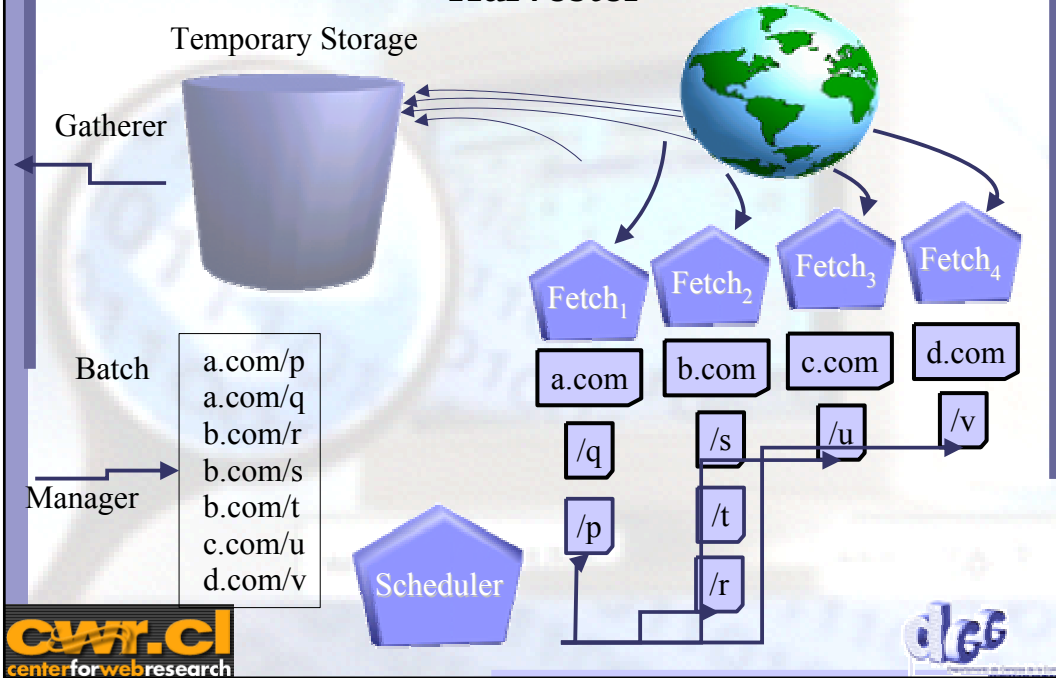 Harvester
Temporary Storage
Gatherer
Fetch1
Fetch2
Fetch3
Fetch4
a.com
b.com
c.com
d.com
/q
/s
/u
/v
/p
/t
/r
Batch
a.com/p
a.com/q
b.com/r
b.com/s
b.com/t
c.com/u
d.com/v
Manager
Scheduler
cwr.cl
centerforwebresearch